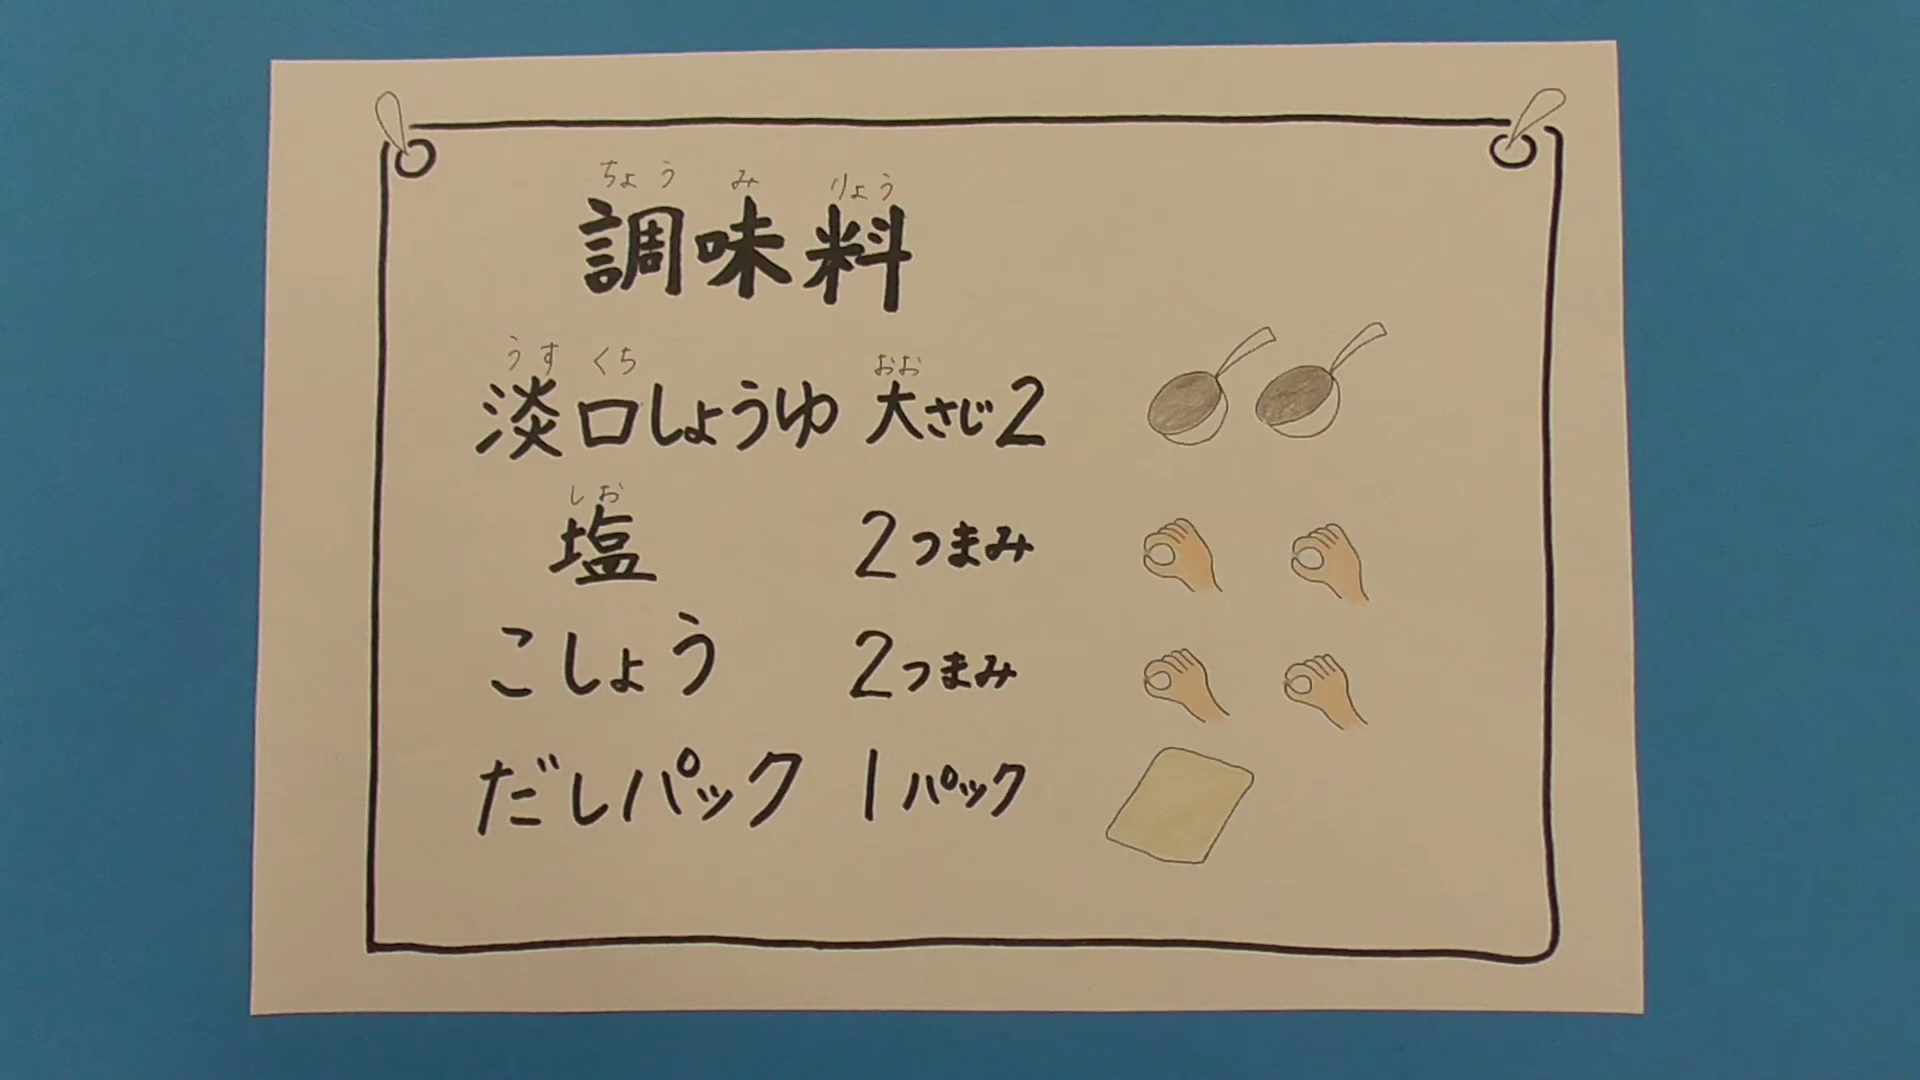 ちょう み りょう
調味料
うす くち おお
淡口しょうゆ 大さじ2
しお
塩 2つまみ
こしょう 2つまみ
だしパック 1パック